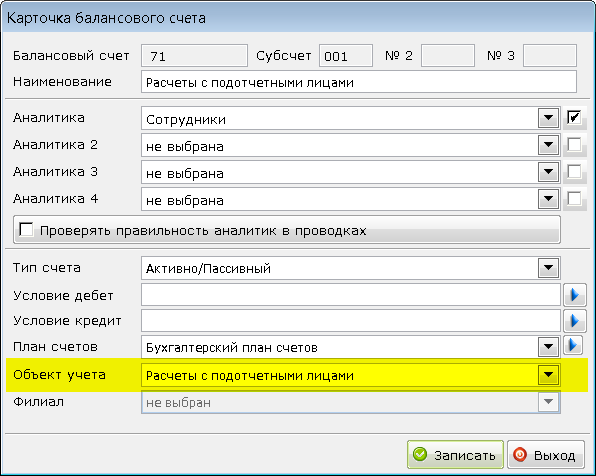 Карточка балансового счета
Балансовый счет 71 Субсчет 001 № 2 № 3
Наименование Расчеты с подотчетными лицами
Аналитика Сотрудники
Аналитика 2 не выбрана
Аналитика 3 не выбрана
Аналитика 4 не выбрана
Проверять правильность аналитик в проводках
Тип счета Активно/Пассивный
Условие дебет
Условие кредит
План счетов Бухгалтерский план счетов
Объект учета Расчеты с подотчетными лицами
Филиал не выбран
Записать Выход